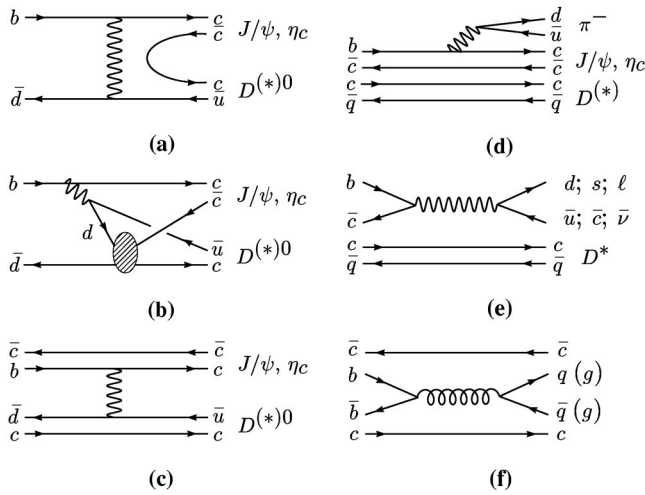 b
c
c̄ J/ψ, ηc
c D(*)0
d̄
ū
(a)
b
c
c̄ J/ψ, ηc
d
ū D(*)0
d̄
c
(b)
c̄
c̄ J/ψ, ηc
b
c
d̄
ū D(*)0
c
c
(c)
d π−
ū
b
c J/ψ, ηc
c̄
c̄
c
c D(*)
q̄
q̄
(d)
b
d; s; ℓ
c̄
ū; c̄; ν̄
c
c D*
q̄
q̄
(e)
c̄
c̄
b
q (g)
b̄
q̄ (g)
c
c
(f)